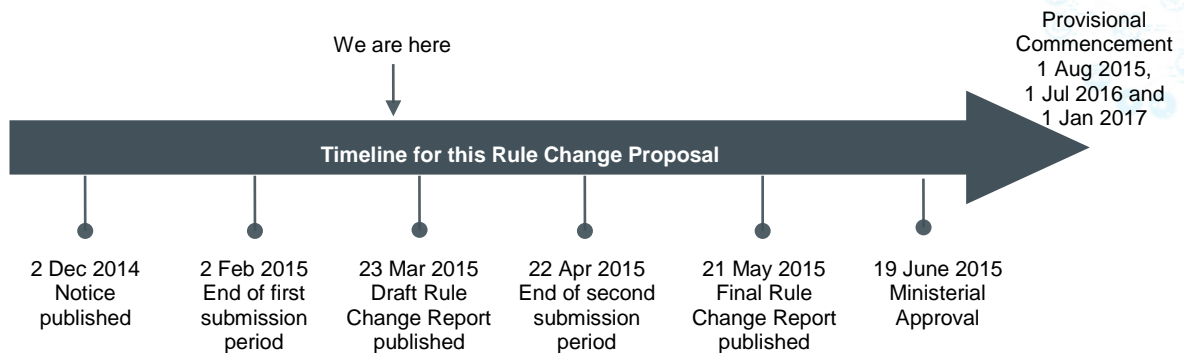 We are here
Provisional
Commencement
1 Aug 2015,
1 Jul 2016 and
1 Jan 2017
Timeline for this Rule Change Proposal
2 Dec 2014
Notice
published
2 Feb 2015
End of first
submission
period
23 Mar 2015
Draft Rule
Change Report
published
22 Apr 2015
End of second
submission
period
21 May 2015
Final Rule
Change Report
published
19 June 2015
Ministerial
Approval